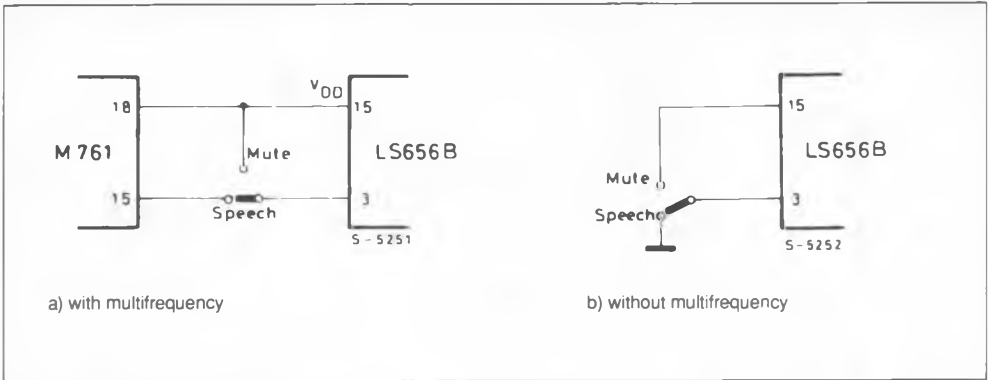 V DD
18
15
M 761
LS656B
Mute
15
3
Speech
S-5251
a) with multifrequency
15
LS656B
Mute
Speech
3
S-5252
b) without multifrequency